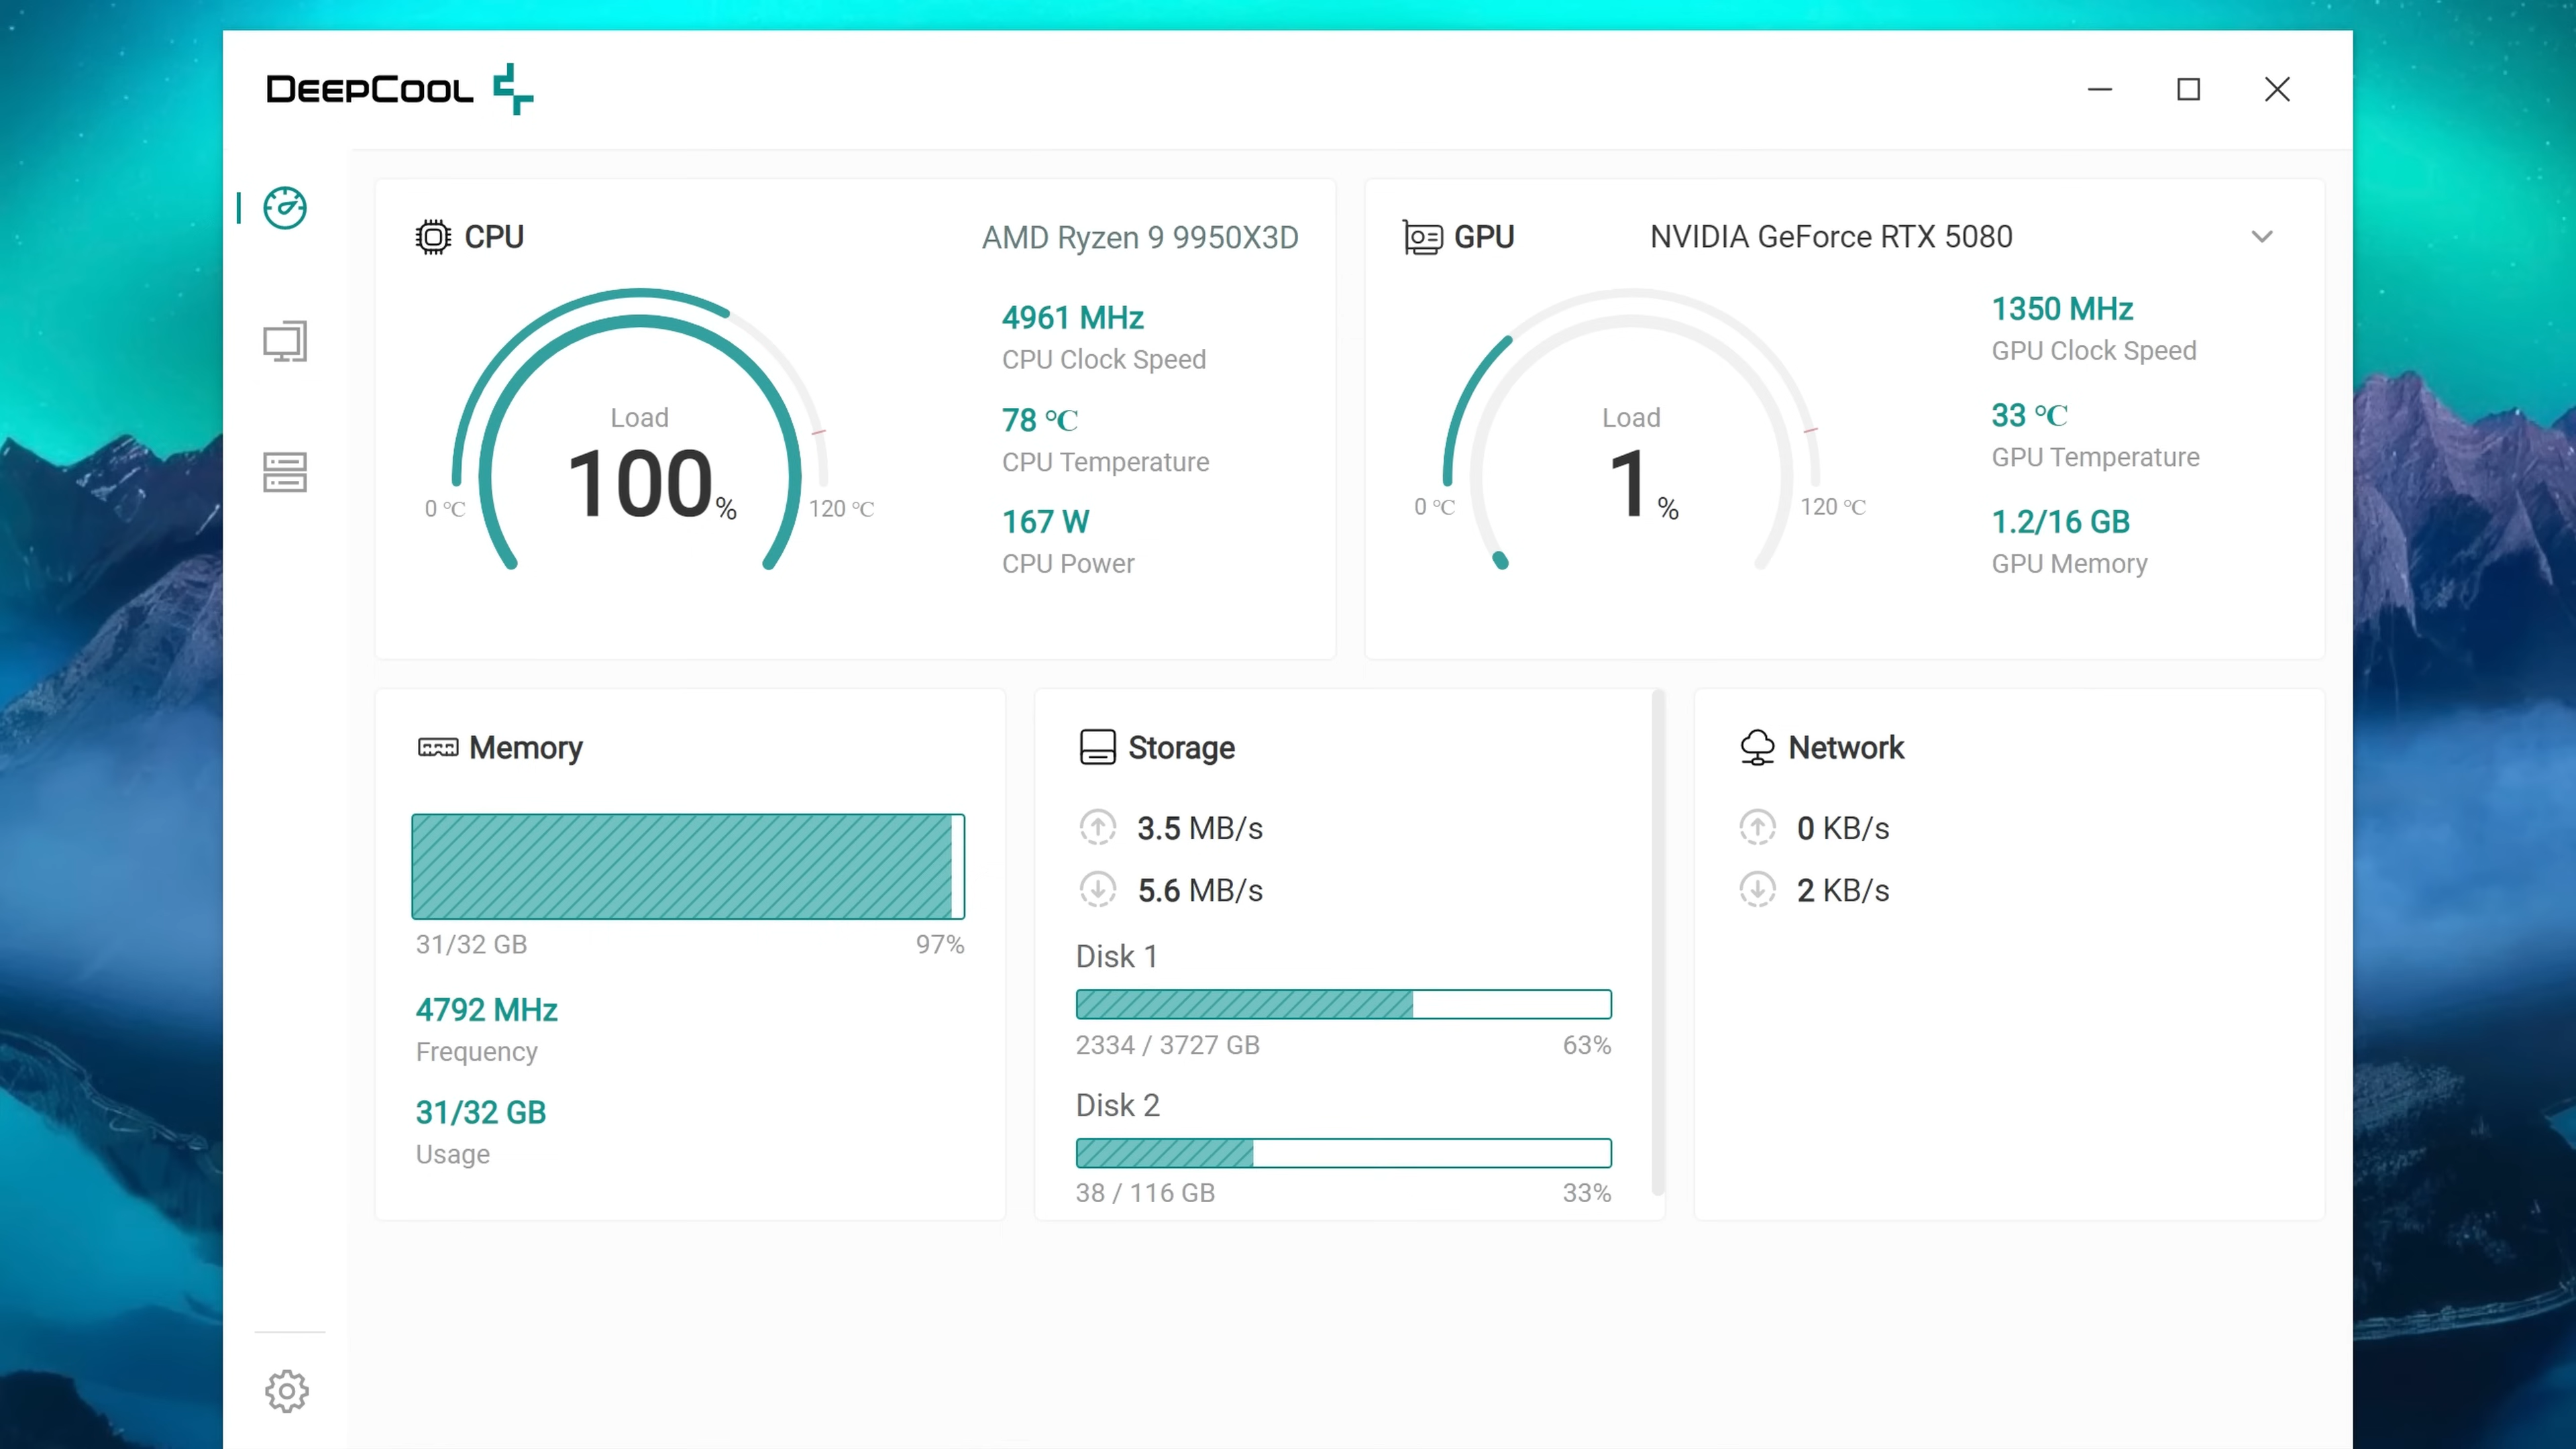 DEEPCOOL
CPU
AMD Ryzen 9 9950X3D
Load
100%
0 ℃
120 ℃
4961 MHz
CPU Clock Speed
78 ℃
CPU Temperature
167 W
CPU Power
GPU
NVIDIA GeForce RTX 5080
Load
1%
0 ℃
120 ℃
1350 MHz
GPU Clock Speed
33 ℃
GPU Temperature
1.2/16 GB
GPU Memory
Memory
31/32 GB
97%
4792 MHz
Frequency
31/32 GB
Usage
Storage
3.5 MB/s
5.6 MB/s
Disk 1
2334 / 3727 GB
63%
Disk 2
38 / 116 GB
33%
Network
0 KB/s
2 KB/s